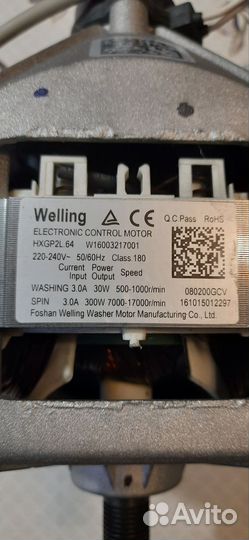 Welling CE Q.C Pass RoHS
ELECTRONIC CONTROL MOTOR
HXGP2L.64 W16003217001
220-240V~ 50/60Hz Class 180
Current Power Speed
Input Output
WASHING 3.0A 30W 500-1000r/min
SPIN 3.0A 300W 7000-17000r/min
080200GCV
161015012297
Foshan Welling Washer Motor Manufacturing Co., Ltd.
Avito